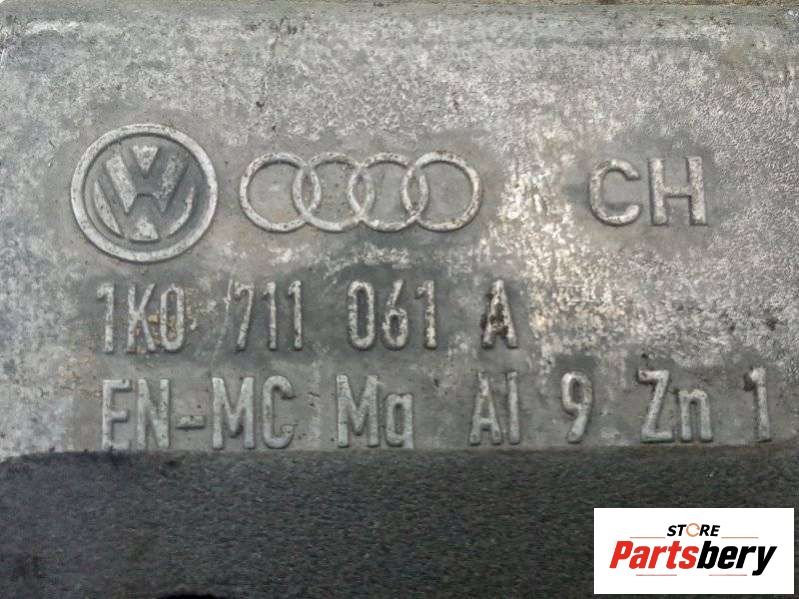 CH
1K0 711 061 A
EN-MC Mg Al 9 Zn 1
STORE
Partsbery